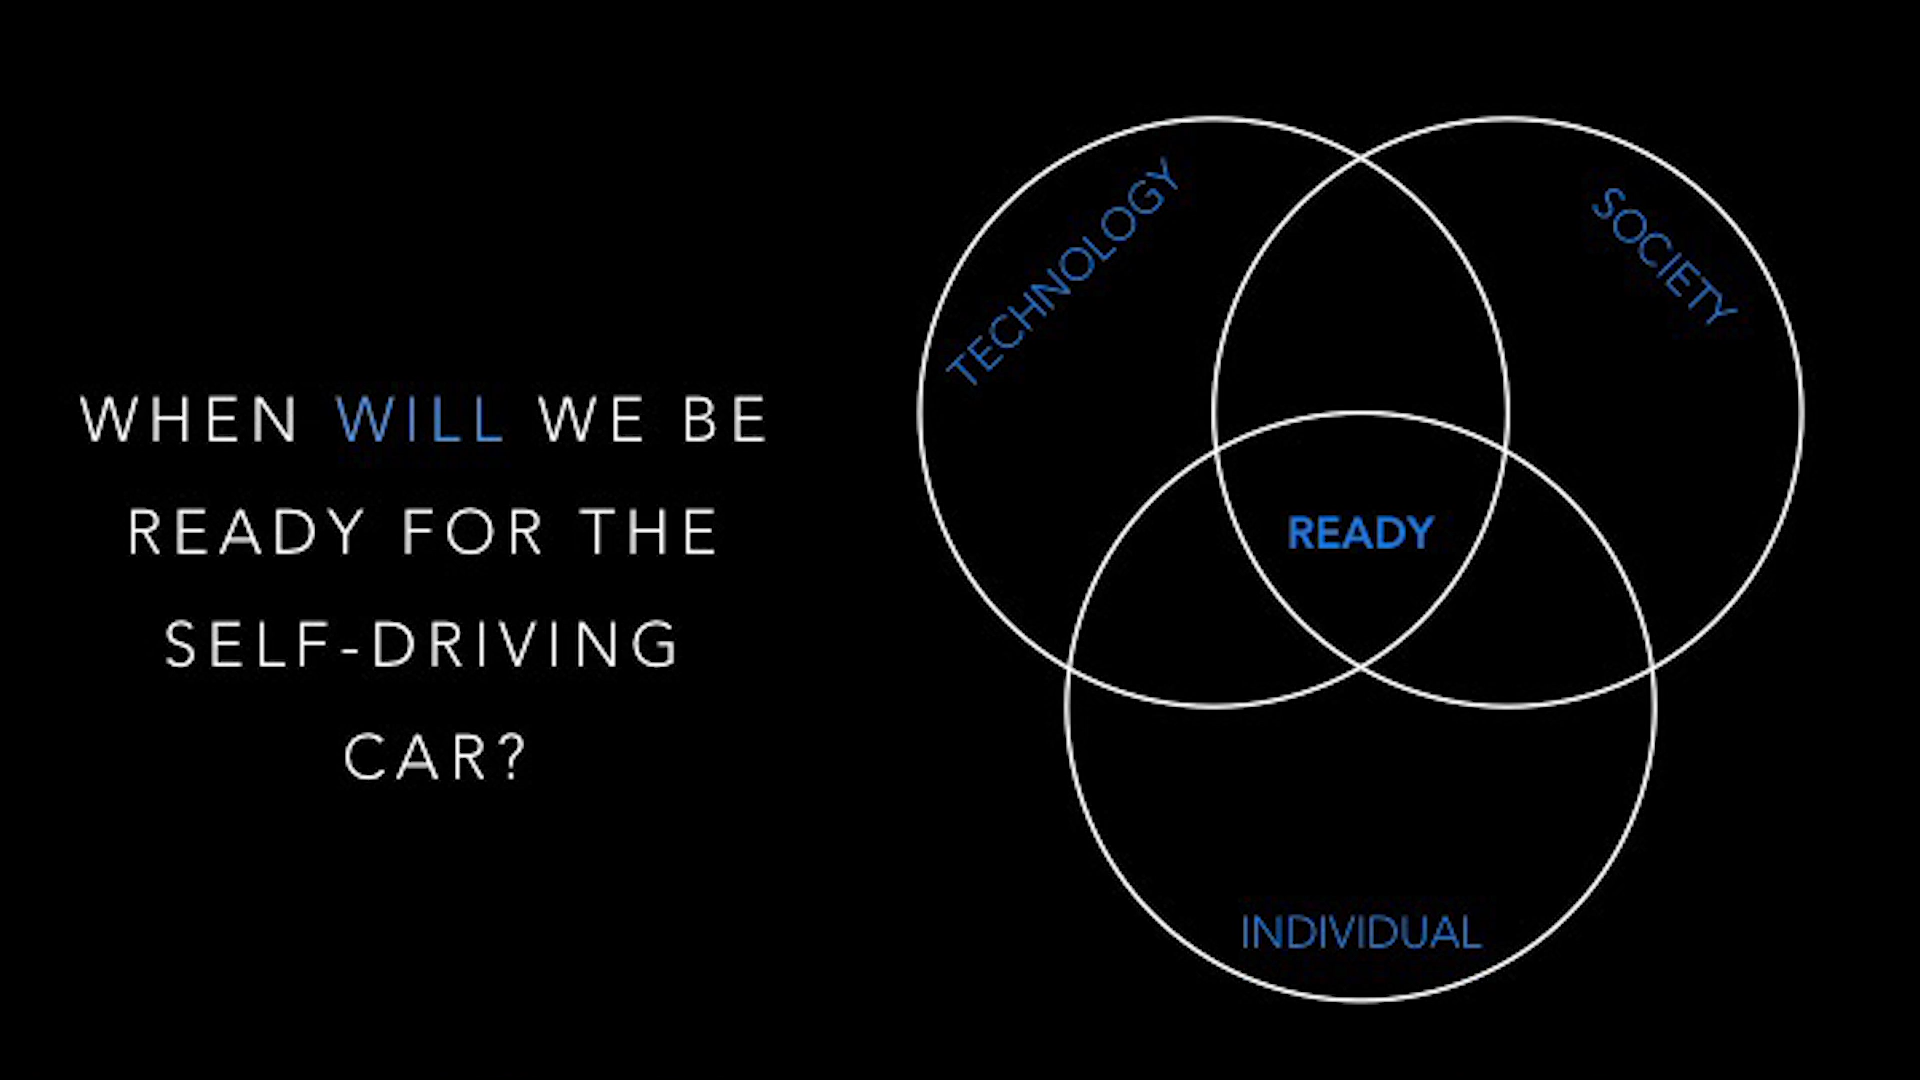 WHEN WILL WE BE
READY FOR THE
SELF-DRIVING
CAR?
TECHNOLOGY
SOCIETY
READY
INDIVIDUAL